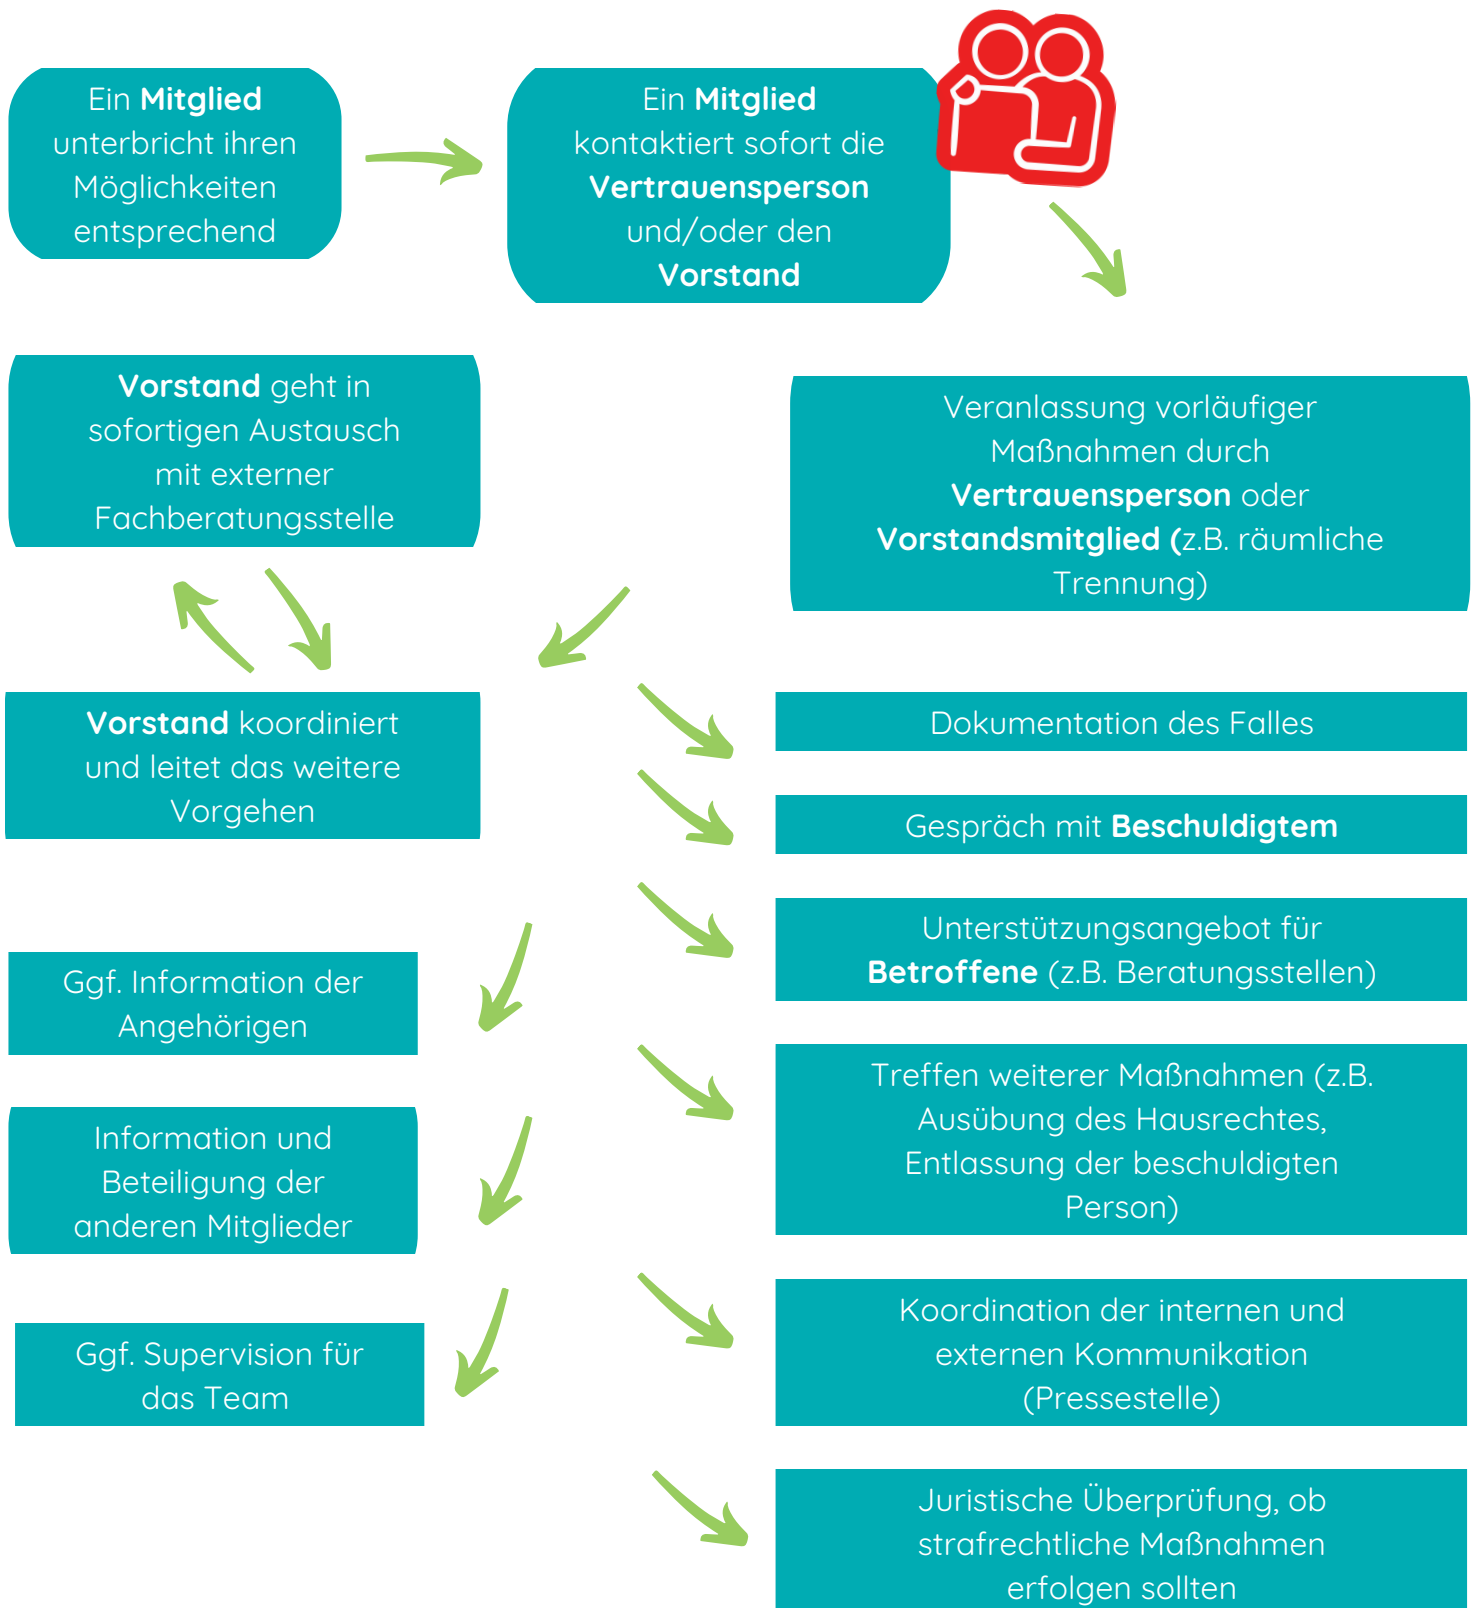 Ein Mitglied
unterbricht ihren
Möglichkeiten
entsprechend
Ein Mitglied
kontaktiert sofort die
Vertrauensperson
und/oder den
Vorstand
Vorstand geht in
sofortigen Austausch
mit externer
Fachberatungsstelle
Veranlassung vorläufiger
Maßnahmen durch
Vertrauensperson oder
Vorstandsmitglied (z.B. räumliche
Trennung)
Vorstand koordiniert
und leitet das weitere
Vorgehen
Dokumentation des Falles
Gespräch mit Beschuldigtem
Unterstützungsangebot für
Betroffene (z.B. Beratungsstellen)
Ggf. Information der
Angehörigen
Treffen weiterer Maßnahmen (z.B.
Ausübung des Hausrechtes,
Entlassung der beschuldigten
Person)
Information und
Beteiligung der
anderen Mitglieder
Koordination der internen und
externen Kommunikation
(Pressestelle)
Ggf. Supervision für
das Team
Juristische Überprüfung, ob
strafrechtliche Maßnahmen
erfolgen sollten